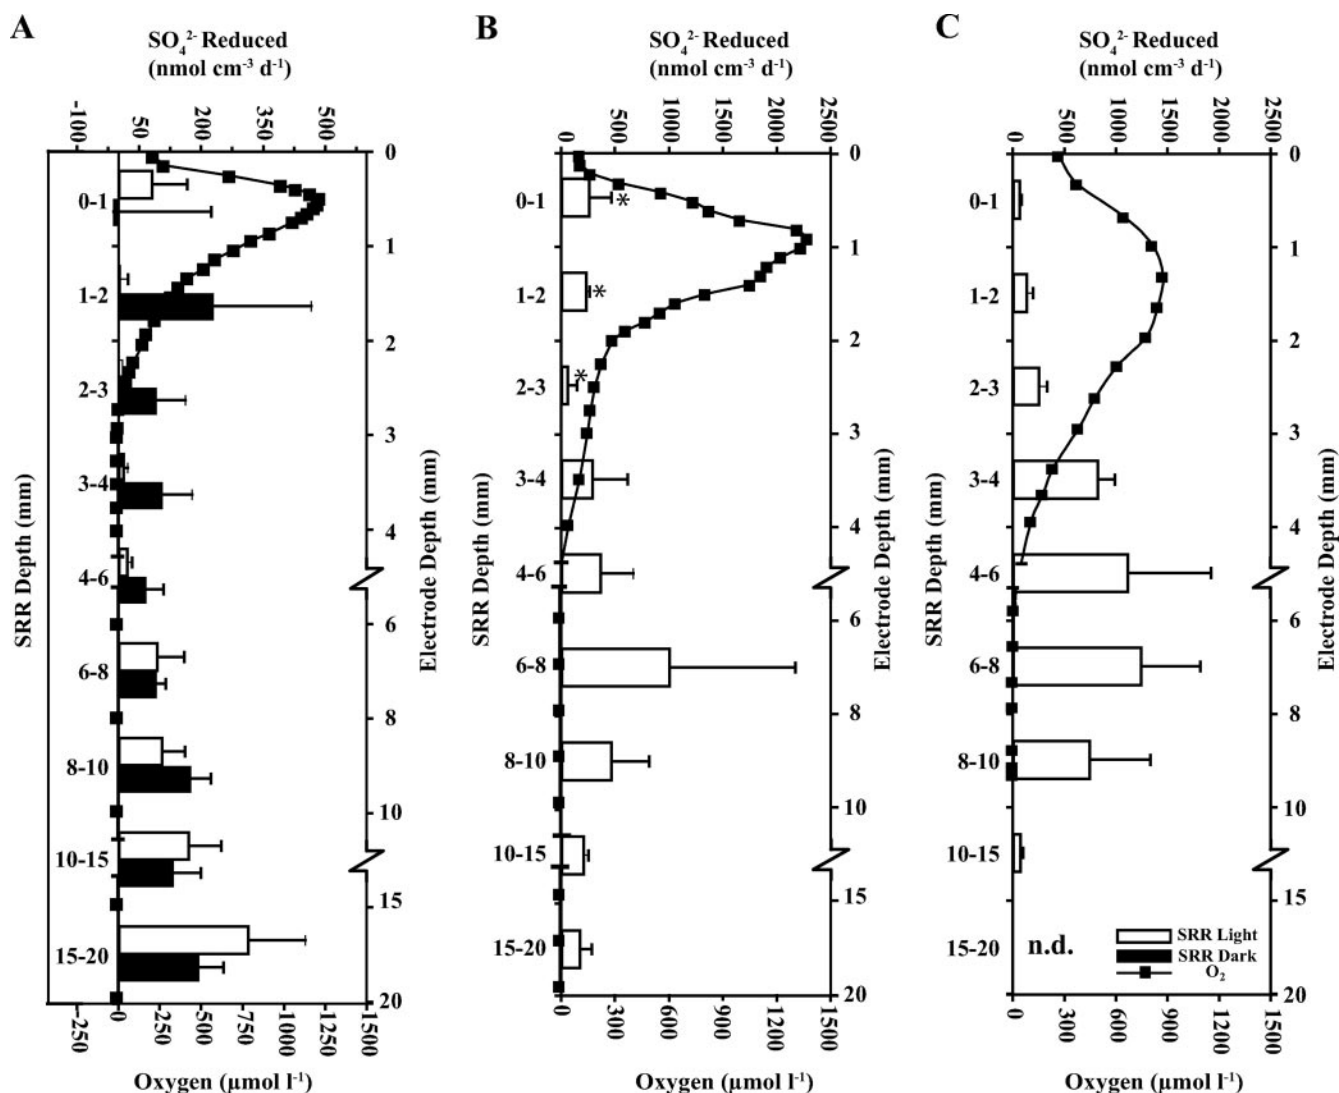 A
SO₄²⁻ Reduced
(nmol cm⁻³ d⁻¹)
-100 50 200 350 500
SRR Depth (mm)
0-1
1-2
2-3
3-4
4-6
6-8
8-10
10-15
15-20
0
1
2
3
4
6
8
10
15
20
Electrode Depth (mm)
-250 0 250 500 750 1000 1250 1500
Oxygen (µmol l⁻¹)
B
SO₄²⁻ Reduced
(nmol cm⁻³ d⁻¹)
0 500 1000 1500 2000 2500
SRR Depth (mm)
0-1
*
1-2
*
2-3
*
3-4
4-6
6-8
8-10
10-15
15-20
0
1
2
3
4
6
8
10
15
20
Electrode Depth (mm)
0 300 600 900 1200 1500
Oxygen (µmol l⁻¹)
C
SO₄²⁻ Reduced
(nmol cm⁻³ d⁻¹)
0 500 1000 1500 2000 2500
SRR Depth (mm)
0-1
1-2
2-3
3-4
4-6
6-8
8-10
10-15
15-20
n.d.
SRR Light
SRR Dark
O₂
0
1
2
3
4
6
8
10
15
20
Electrode Depth (mm)
0 300 600 900 1200 1500
Oxygen (µmol l⁻¹)